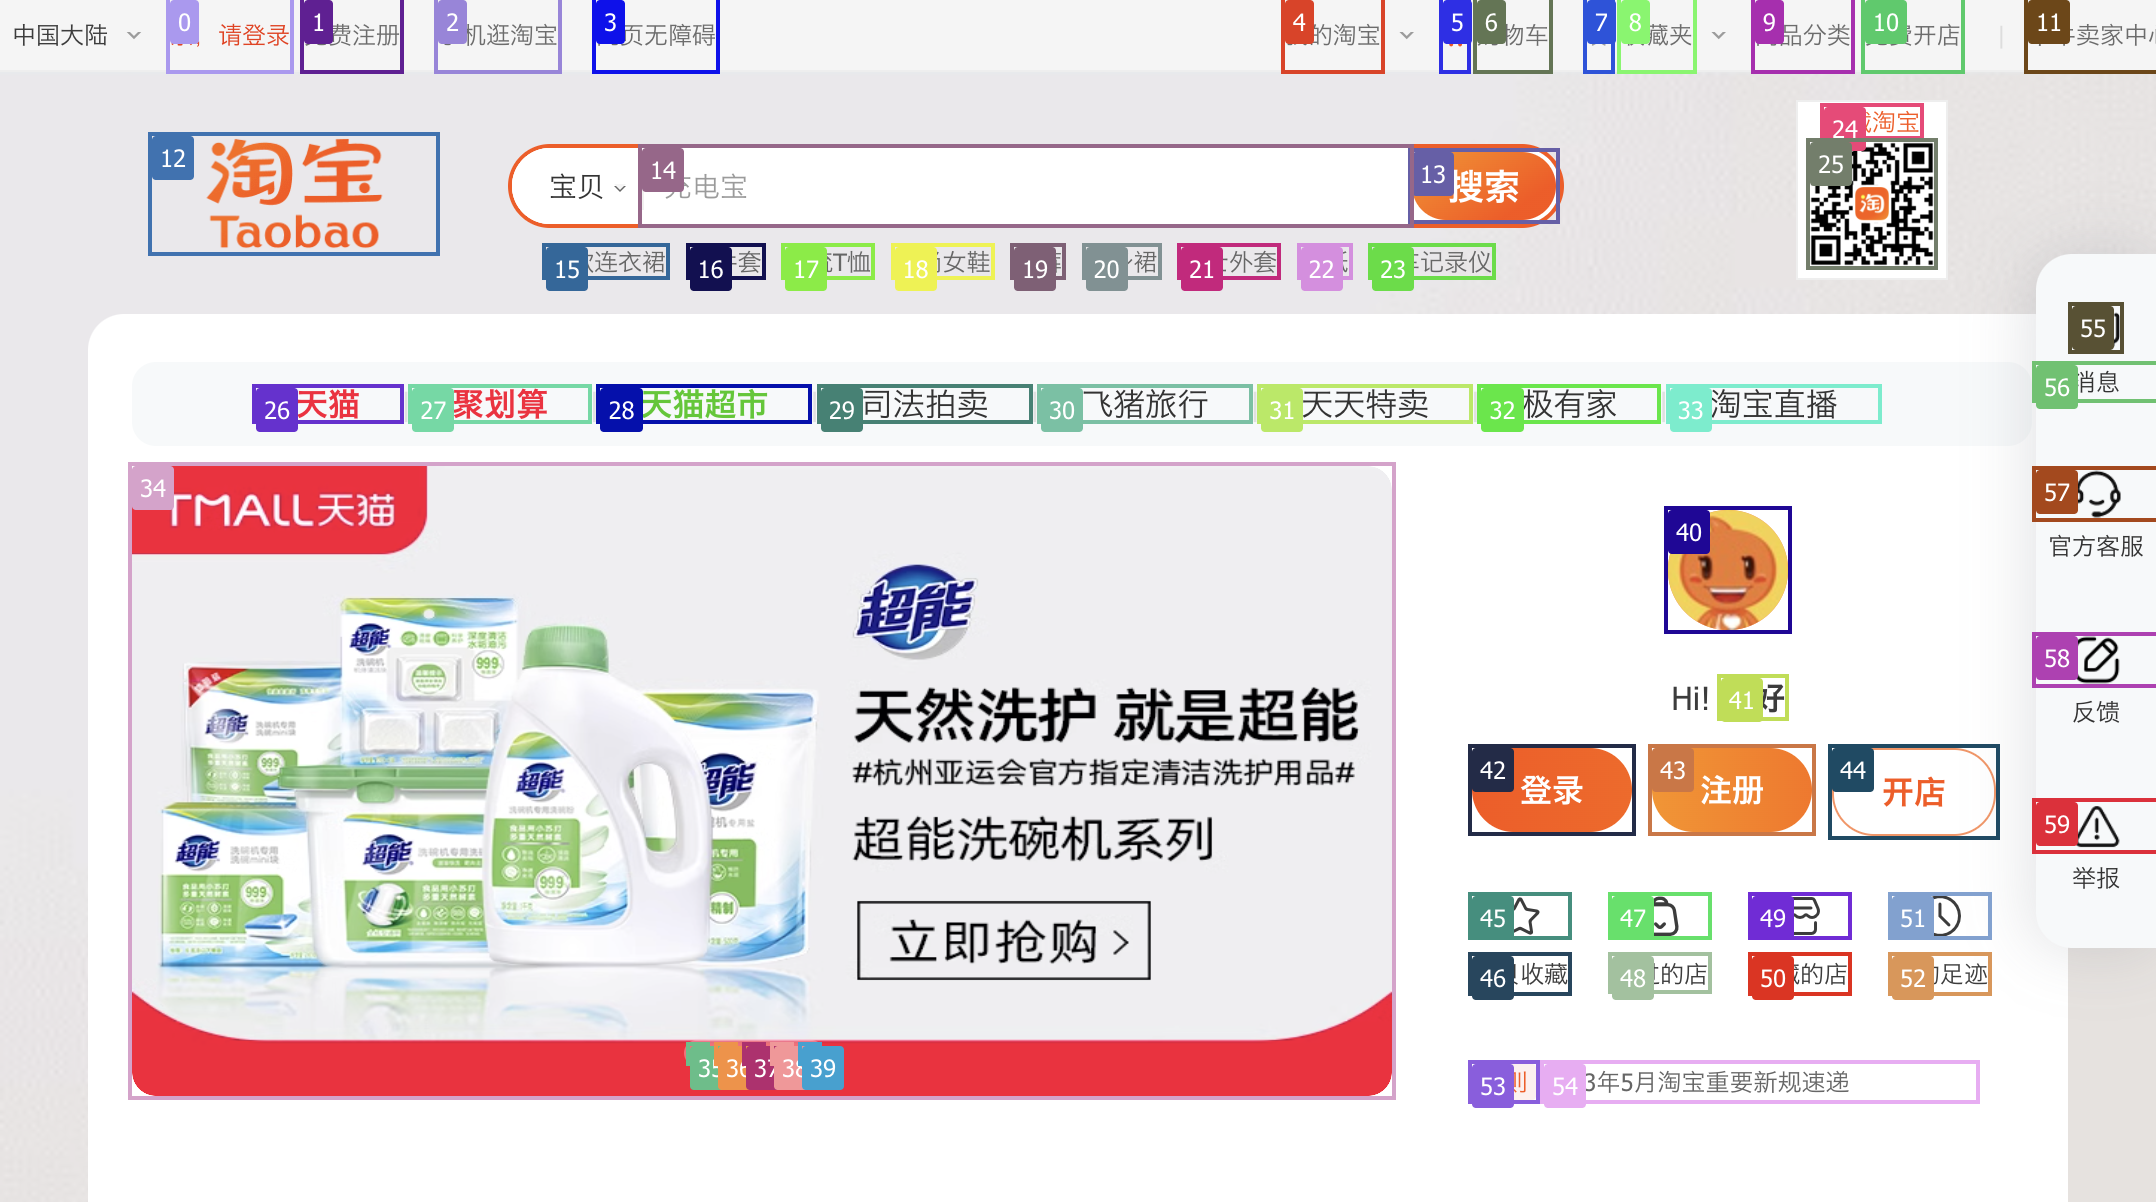 中国大陆
请登录
费注册
机逛淘宝
页无障碍
的淘宝
物车
藏夹
品分类
开店
卖家中心
0
1
2
3
4
5
6
7
8
9
10
11
12
淘宝
Taobao
宝贝
14
充电宝
13
搜索
24
淘宝
25
淘
15
连衣裙
16
套
17
T恤
18
女鞋
19
20
裙
21
外套
22
23
记录仪
26 天猫
27 聚划算
28 天猫超市
29 司法拍卖
30 飞猪旅行
31 天天特卖
32 极有家
33 淘宝直播
34
TMALL天猫
超能
天然洗护 就是超能
#杭州亚运会官方指定清洁洗护用品#
超能洗碗机系列
立即抢购 >
超能
999
35
36
37
38
39
40
Hi!
41
好
42
登录
43
注册
44
开店
45
47
49
51
46
收藏
48
的店
50
的店
52
足迹
53
54
3年5月淘宝重要新规速递
55
56
消息
57
官方客服
58
反馈
59
举报